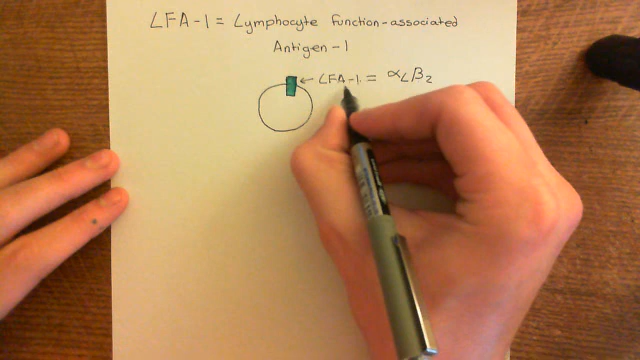 LFA-1 = Lymphocyte function-associated
Antigen-1
← LFA-1 = αLβ2